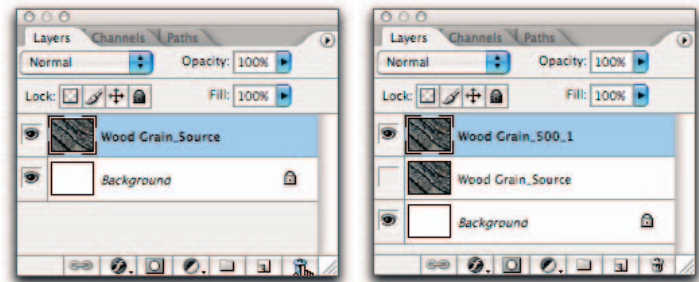 Layers Channels Paths
Normal Opacity: 100%
Lock: Fill: 100%
Wood Grain_Source
Background
Layers Channels Paths
Normal Opacity: 100%
Lock: Fill: 100%
Wood Grain_500_1
Wood Grain_Source
Background